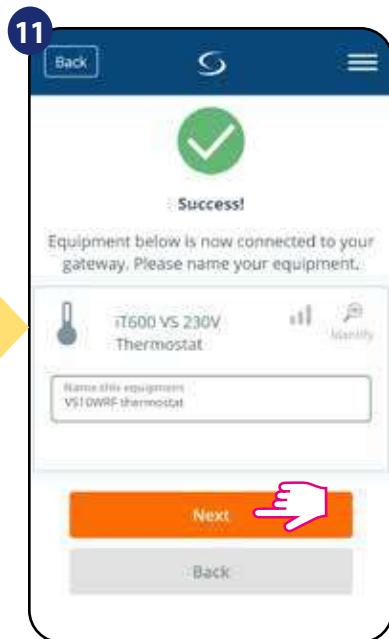 11
Back
Success!
Equipment below is now connected to your
gateway. Please name your equipment.
iT600 VS 230V
Thermostat
Identify
Name this equipment
VS10WRF thermostat
Next
Back